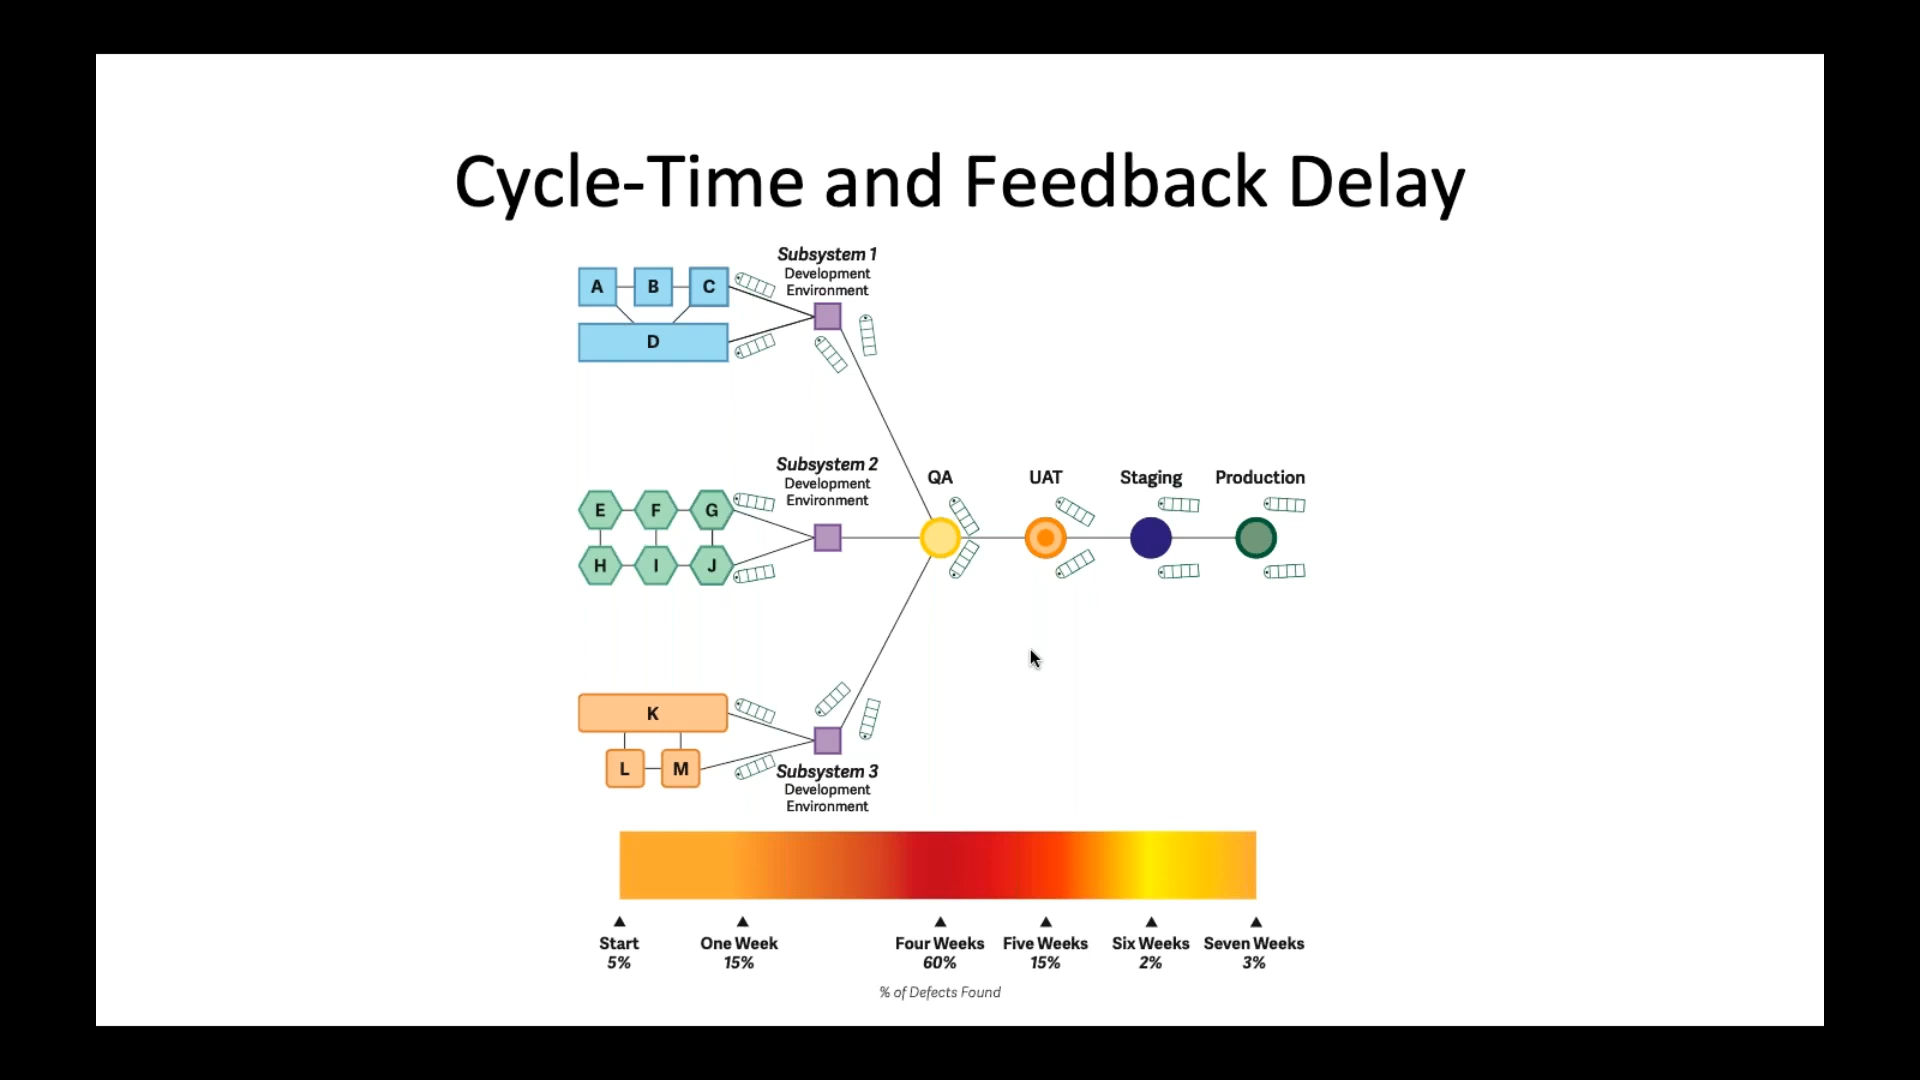 Cycle-Time and Feedback Delay
Subsystem 1
Development
Environment
A B C
D
Subsystem 2
Development
Environment
E F G
H I J
QA UAT Staging Production
K
L M
Subsystem 3
Development
Environment
Start One Week Four Weeks Five Weeks Six Weeks Seven Weeks
5% 15% 60% 15% 2% 3%
% of Defects Found